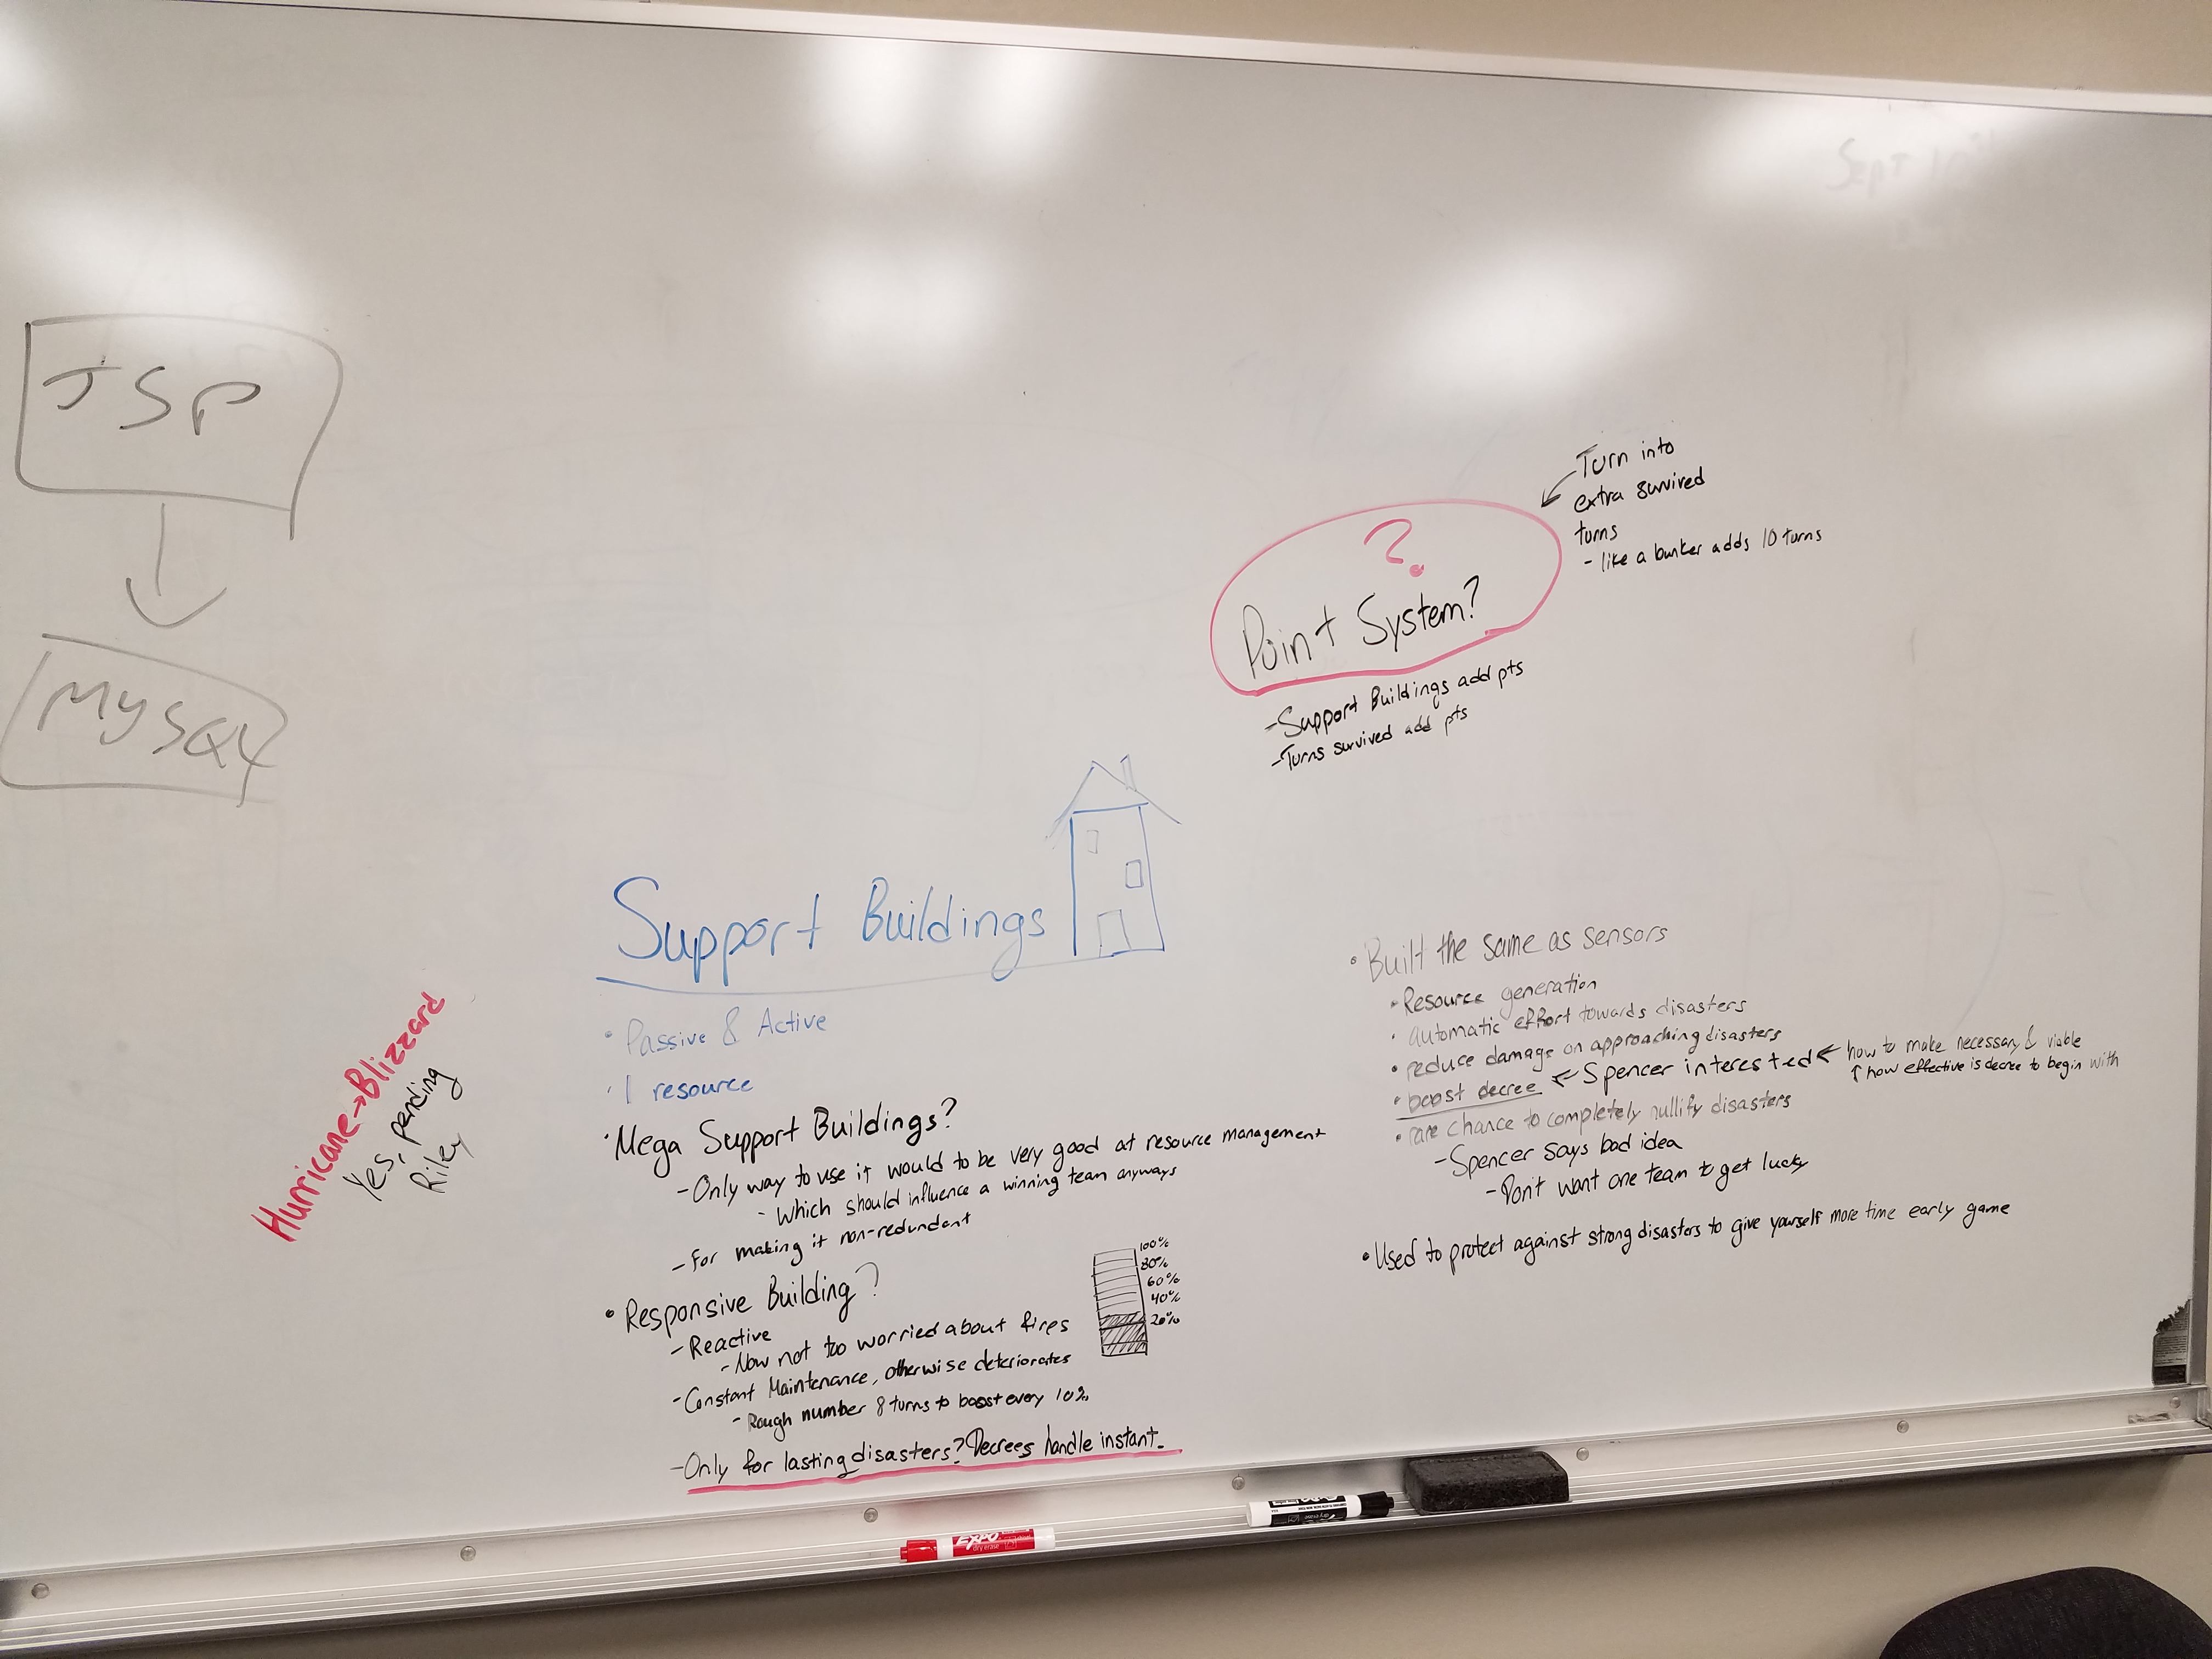 JSP
MYSQL
Turn into
extra survived
turns
- like a bunker adds 10 turns
?
Point System?
- Support Buildings add pts
- Turns survived add pts
Support Buildings
• Passive & Active
• 1 resource
• Mega Support Buildings?
- Only way to use it would to be very good at resource management
- Which should influence a winning team anyways
- For making it non-redundant
• Responsive Building?
- Reactive
- Now not too worried about fires
- Constant Maintenance, otherwise deteriorates
- Rough number 8 turns to boost every 10%
- Only for lasting disasters? Decrees handle instant.
100%
80%
60%
40%
20%
Hurricane→Blizzard
Yes, pending
Riley
• Built the same as sensors
• Resource generation
• automatic effort towards disasters
• reduce damage on approaching disasters
• boost decree ← Spencer interested ← how to make necessary & viable
↑ how effective is decree to begin with
• rare chance to completely nullify disasters
- Spencer says bad idea
- Don't want one team to get lucky
• Used to protect against strong disasters to give yourself more time early game
EXPO
dry erase